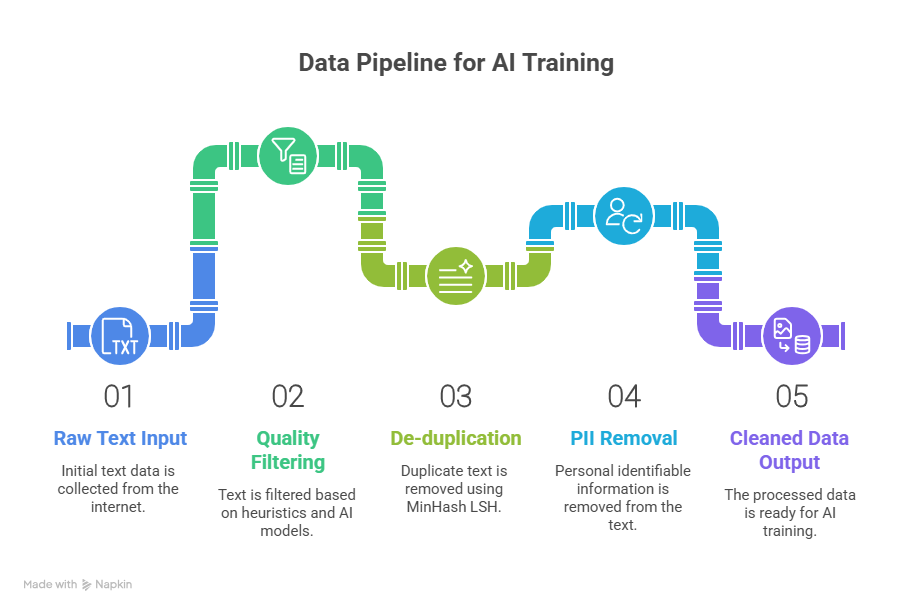 Data Pipeline for AI Training
TXT
01
Raw Text Input
Initial text data is
collected from the
internet.
02
Quality
Filtering
Text is filtered based
on heuristics and AI
models.
03
De-duplication
Duplicate text is
removed using
MinHash LSH.
04
PII Removal
Personal identifiable
information is
removed from the
text.
05
Cleaned Data
Output
The processed data
is ready for AI
training.
Made with Napkin